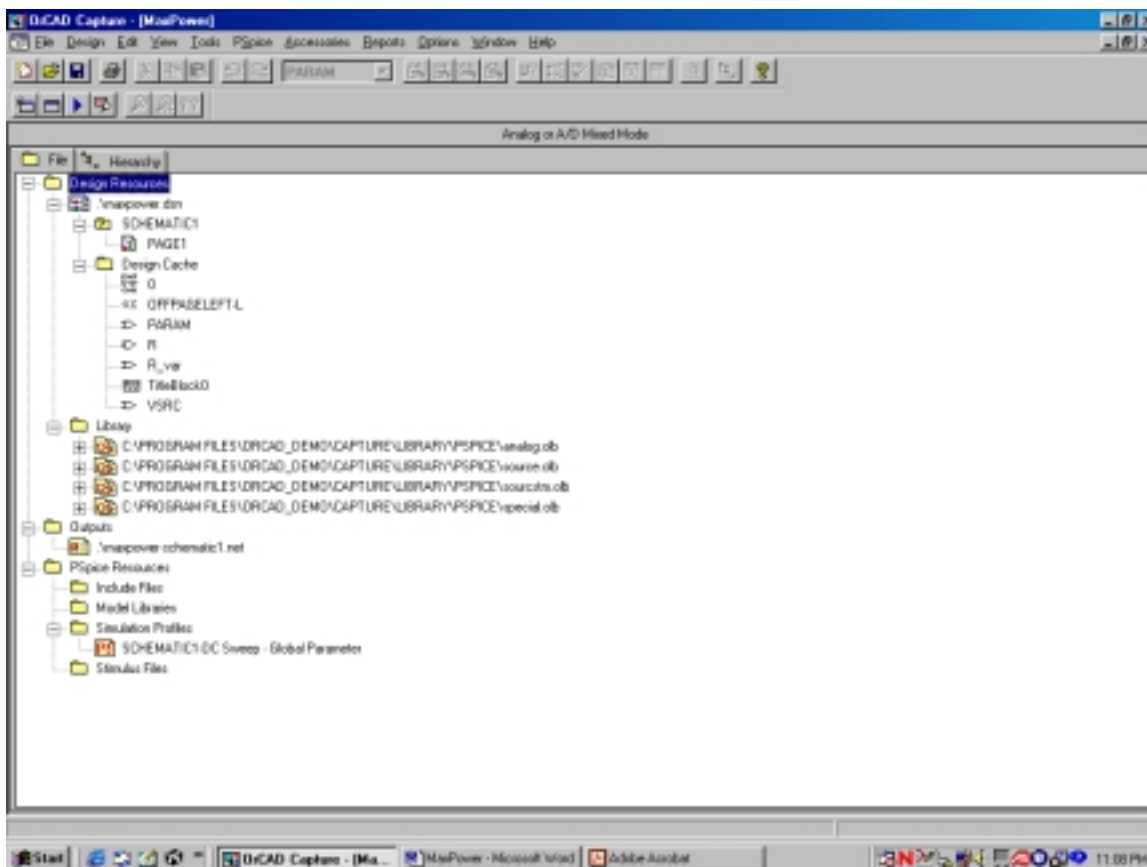 OrCAD Capture - [MaxPower]
File Design Edit View Tools PSpice Accessories Reports Options Window Help
PARAM
Analog or A/D Mixed Mode
File Hierarchy
Design Resources
.\maxpower.dsn
SCHEMATIC1
PAGE1
Design Cache
0
OFFPAGELEFT-L
PARAM
R
R_var
TitleBlock0
VSRC
Library
C:\PROGRAM FILES\ORCAD_DEMO\CAPTURE\LIBRARY\PSPICE\analog.olb
C:\PROGRAM FILES\ORCAD_DEMO\CAPTURE\LIBRARY\PSPICE\source.olb
C:\PROGRAM FILES\ORCAD_DEMO\CAPTURE\LIBRARY\PSPICE\sourcstm.olb
C:\PROGRAM FILES\ORCAD_DEMO\CAPTURE\LIBRARY\PSPICE\special.olb
Outputs
.\maxpower-schematic1.net
PSpice Resources
Include Files
Model Libraries
Simulation Profiles
SCHEMATIC1-DC Sweep - Global Parameter
Stimulus Files
Start OrCAD Capture - [Ma... MaxPower - Microsoft Word Adobe Acrobat